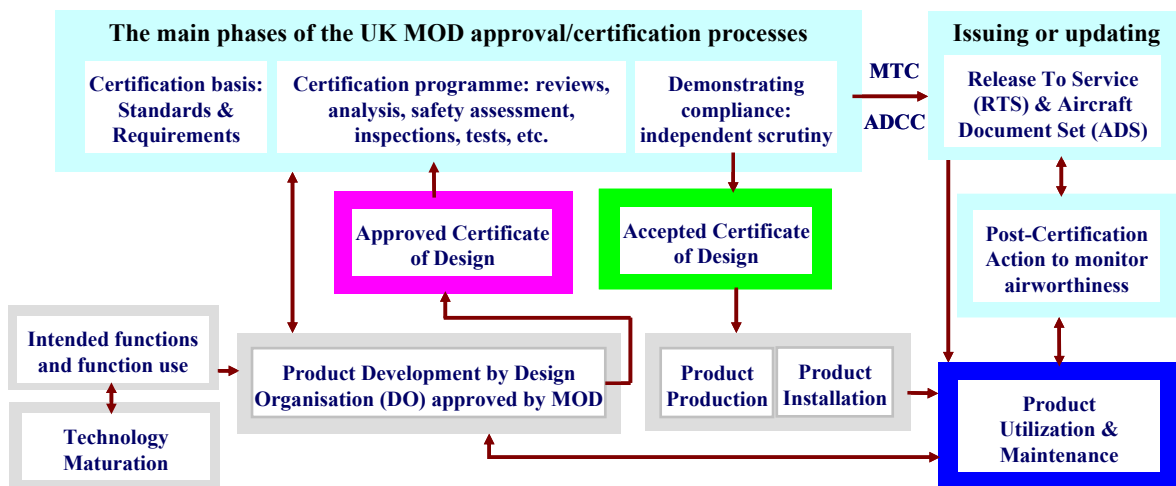 The main phases of the UK MOD approval/certification processes
Certification basis:
Standards &
Requirements
Certification programme: reviews,
analysis, safety assessment,
inspections, tests, etc.
Demonstrating
compliance:
independent scrutiny
MTC
ADCC
Issuing or updating
Release To Service
(RTS) & Aircraft
Document Set (ADS)
Approved Certificate
of Design
Accepted Certificate
of Design
Post-Certification
Action to monitor
airworthiness
Intended functions
and function use
Technology
Maturation
Product Development by Design
Organisation (DO) approved by MOD
Product
Production
Product
Installation
Product
Utilization &
Maintenance